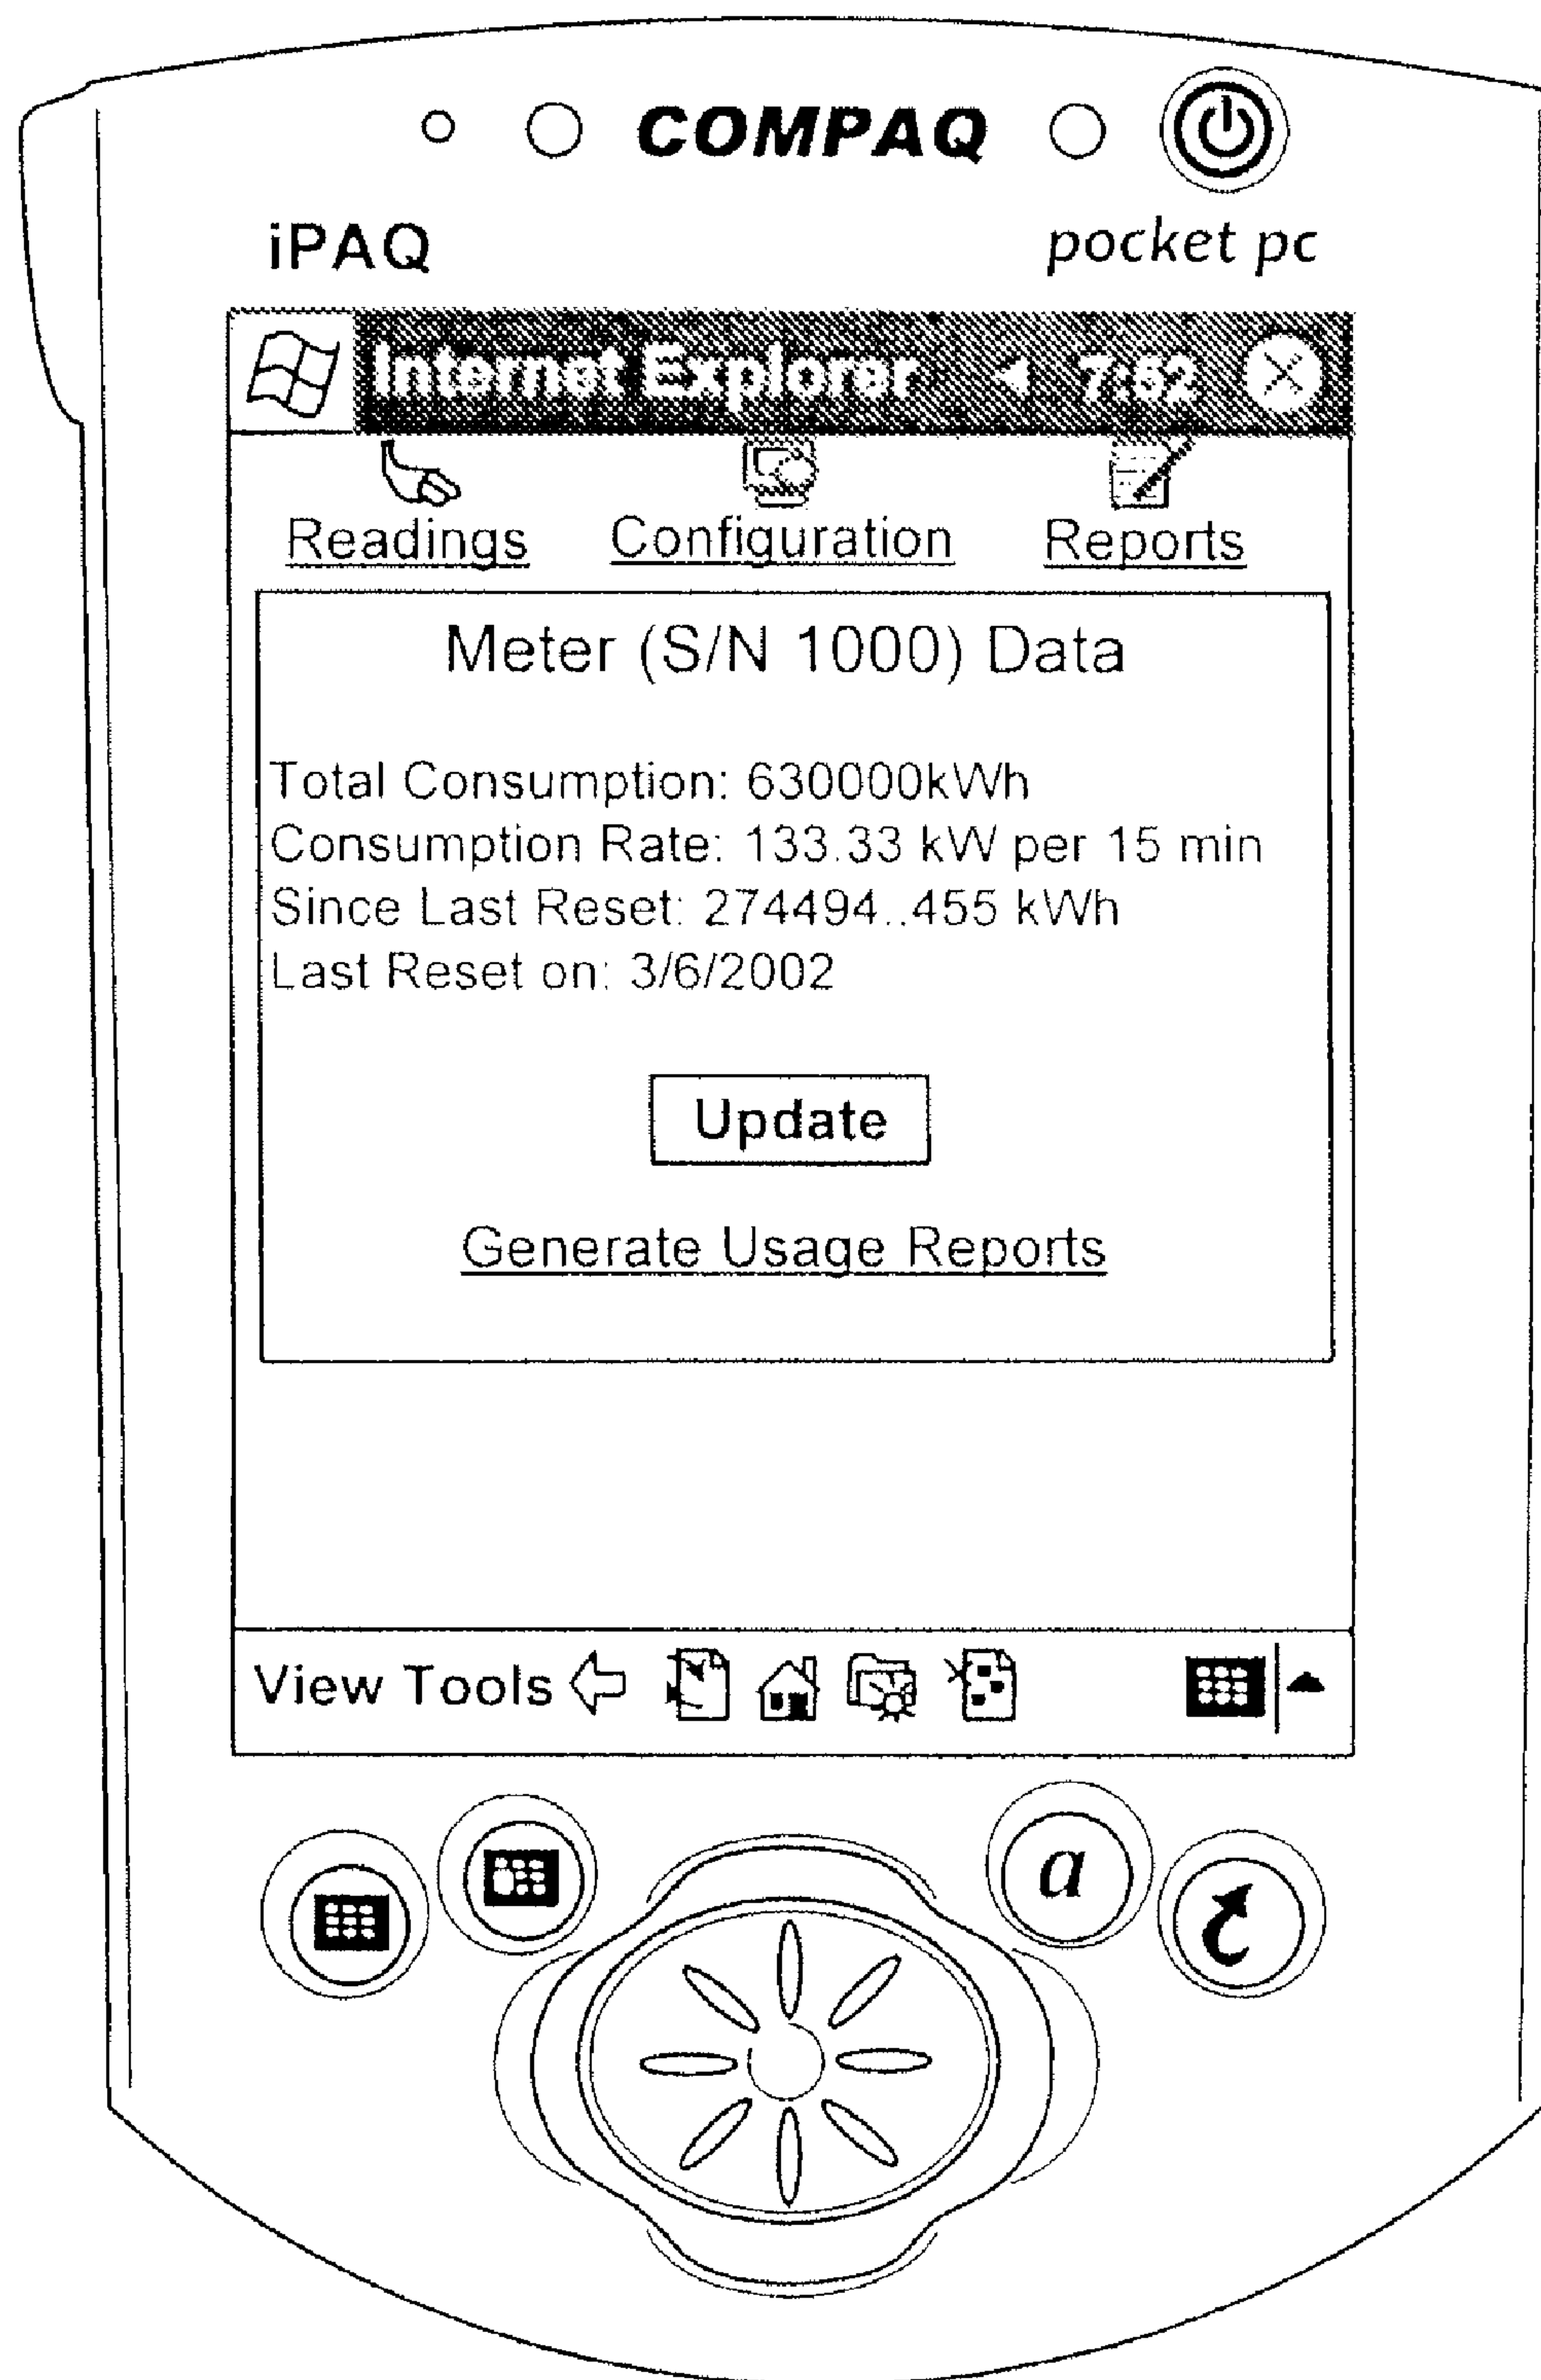 COMPAQ
iPAQ pocket pc
Internet Explorer 7:52
Readings Configuration Reports
Meter (S/N 1000) Data
Total Consumption: 630000kWh
Consumption Rate: 133.33 kW per 15 min
Since Last Reset: 274494..455 kWh
Last Reset on: 3/6/2002
Update
Generate Usage Reports
View Tools
a